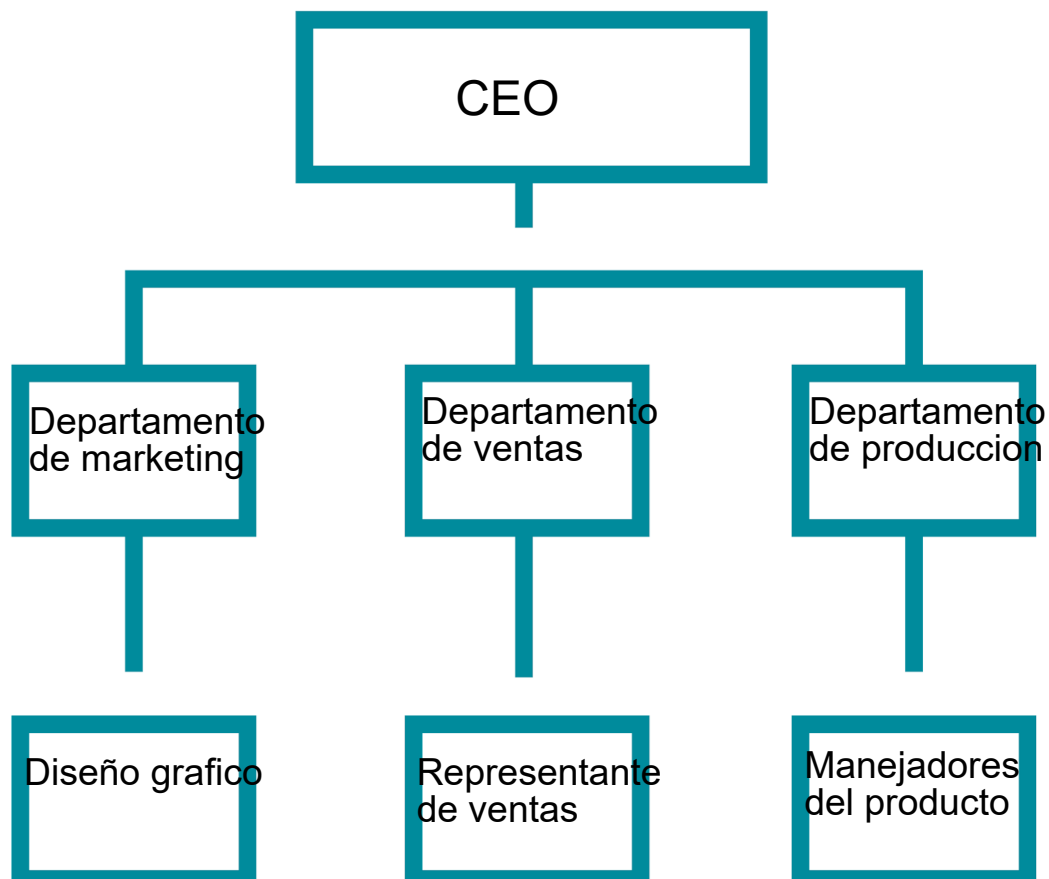 CEO
Departamento
de marketing
Departamento
de ventas
Departamento
de produccion
Diseño grafico
Representante
de ventas
Manejadores
del producto